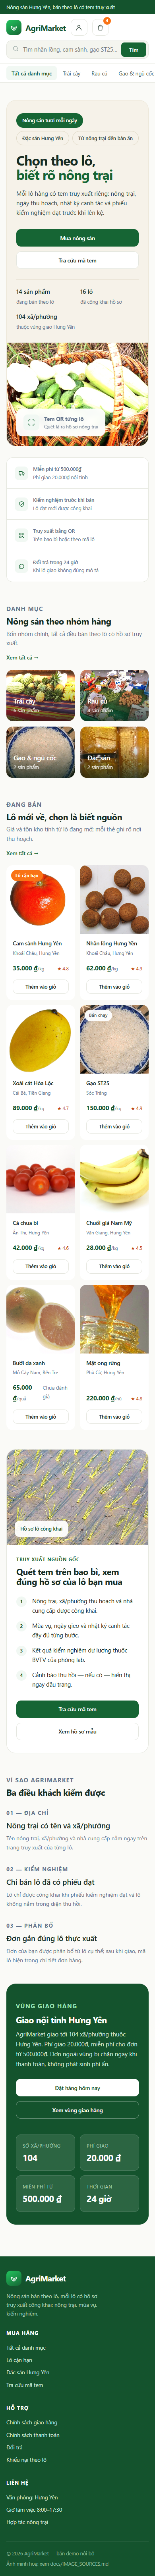 Nông sản Hưng Yên, bán theo lô có tem truy xuất
AgriMarket
Tìm nhãn lồng, cam sành, gạo ST25...
Tìm
Tất cả danh mục
Trái cây
Rau củ
Gạo & ngũ cốc
Nông sản tươi mỗi ngày
Đặc sản Hưng Yên
Từ nông trại đến bàn ăn
Chọn theo lô,
biết rõ nông trại
Mỗi lô hàng có tem truy xuất riêng: nông trại,
ngày thu hoạch, nhật ký canh tác và phiếu
kiểm nghiệm đạt trước khi lên kệ.
Mua nông sản
Tra cứu mã tem
14 sản phẩm
đang bán theo lô
16 lô
đã công khai hồ sơ
104 xã/phường
thuộc vùng giao Hưng Yên
Tem QR từng lô
Quét là ra hồ sơ nông trại
Miễn phí từ 500.000₫
Phí giao 20.000₫ nội tỉnh
Kiểm nghiệm trước khi bán
Lô đạt mới được công khai
Truy xuất bằng QR
Trên bao bì hoặc theo mã lô
Đổi trả trong 24 giờ
Khi lô giao không đúng mô tả
DANH MỤC
Nông sản theo nhóm hàng
Bốn nhóm chính, tất cả đều bán theo lô có hồ sơ truy
xuất.
Xem tất cả →
Trái cây
Rau củ
4 sản phẩm
Gạo & ngũ cốc
2 sản phẩm
Đặc sản
2 sản phẩm
ĐANG BÁN
Lô mới về, chọn là biết nguồn
Giá và tồn kho tính từ lô đang mở; mỗi thẻ ghi rõ nơi
thu hoạch.
Xem tất cả →
Lô cận hạn
Cam sành Hưng Yên
Khoái Châu, Hưng Yên
35.000 ₫/kg
★ 4.8
Thêm vào giỏ
Nhãn lồng Hưng Yên
Khoái Châu, Hưng Yên
62.000 ₫/kg
★ 4.9
Thêm vào giỏ
Xoài cát Hòa Lộc
Cái Bè, Tiền Giang
89.000 ₫/kg
★ 4.7
Thêm vào giỏ
Bán chạy
Gạo ST25
Sóc Trăng
150.000 ₫/kg
★ 4.8
Thêm vào giỏ
Cà chua bi
Ân Thi, Hưng Yên
42.000 ₫/kg
★ 4.6
Thêm vào giỏ
Chuối già Nam Mỹ
Văn Giang, Hưng Yên
28.000 ₫/kg
★ 4.5
Thêm vào giỏ
Bưởi da xanh
Mỏ Cày Nam, Bến Tre
65.000
₫/quả
Chưa đánh
giá
Thêm vào giỏ
Mật ong rừng
Phù Cừ, Hưng Yên
220.000 ₫/hũ
★ 4.8
Thêm vào giỏ
Hồ sơ lô công khai
TRUY XUẤT NGUỒN GỐC
Quét tem trên bao bì, xem
đúng hồ sơ của lô bạn mua
1 Nông trại, xã/phường thu hoạch và nhà
cung cấp được công khai.
2 Mùa vụ, ngày gieo và nhật ký canh tác
đầy đủ từng bước.
3 Kết quả kiểm nghiệm dư lượng thuốc
BVTV của phòng lab.
4 Cảnh báo thu hồi — nếu có — hiển thị
ngay đầu trang.
Tra cứu mã tem
Xem hồ sơ mẫu
VÌ SAO AGRIMARKET
Ba điều khách kiểm được
01 — ĐỊA CHỈ
Nông trại có tên và xã/phường
Tên nông trại, xã/phường và nhà cung cấp nằm ngay trên
trang truy xuất của từng lô.
02 — KIỂM NGHIỆM
Chỉ bán lô đã có phiếu đạt
Lô chỉ được công khai khi phiếu kiểm nghiệm đạt và lô
không nằm trong diện thu hồi.
03 — PHÂN BỔ
Đơn gắn đúng lô thực xuất
Đơn của bạn được phân bổ từ lô cụ thể sau khi giao, mã
lô hiện trong chi tiết đơn hàng.
VÙNG GIAO HÀNG
Giao nội tỉnh Hưng Yên
AgriMarket giao tới 104 xã/phường thuộc
Hưng Yên. Phí giao 20.000₫, miễn phí cho đơn
từ 500.000₫. Đơn ngoài vùng bị chặn ngay khi
thanh toán, không phát sinh phí ẩn.
Đặt hàng hôm nay
Xem vùng giao hàng
SỐ XÃ/PHƯỜNG
104
PHÍ GIAO
20.000 ₫
MIỄN PHÍ TỪ
500.000 ₫
THỜI GIAN
24 giờ
AgriMarket
Nông sản bán theo lô, mỗi lô có hồ sơ
truy xuất công khai: nông trại, mùa vụ,
kiểm nghiệm.
MUA HÀNG
Tất cả danh mục
Lô cận hạn
Đặc sản Hưng Yên
Tra cứu mã tem
HỖ TRỢ
Chính sách giao hàng
Chính sách thanh toán
Đổi trả
Khiếu nại theo lô
LIÊN HỆ
Văn phòng: Hưng Yên
Giờ làm việc 8:00–17:30
Hợp tác nông trại
© 2026 AgriMarket — bản demo nội bộ
Ảnh minh hoạ: xem docs/IMAGE_SOURCES.md